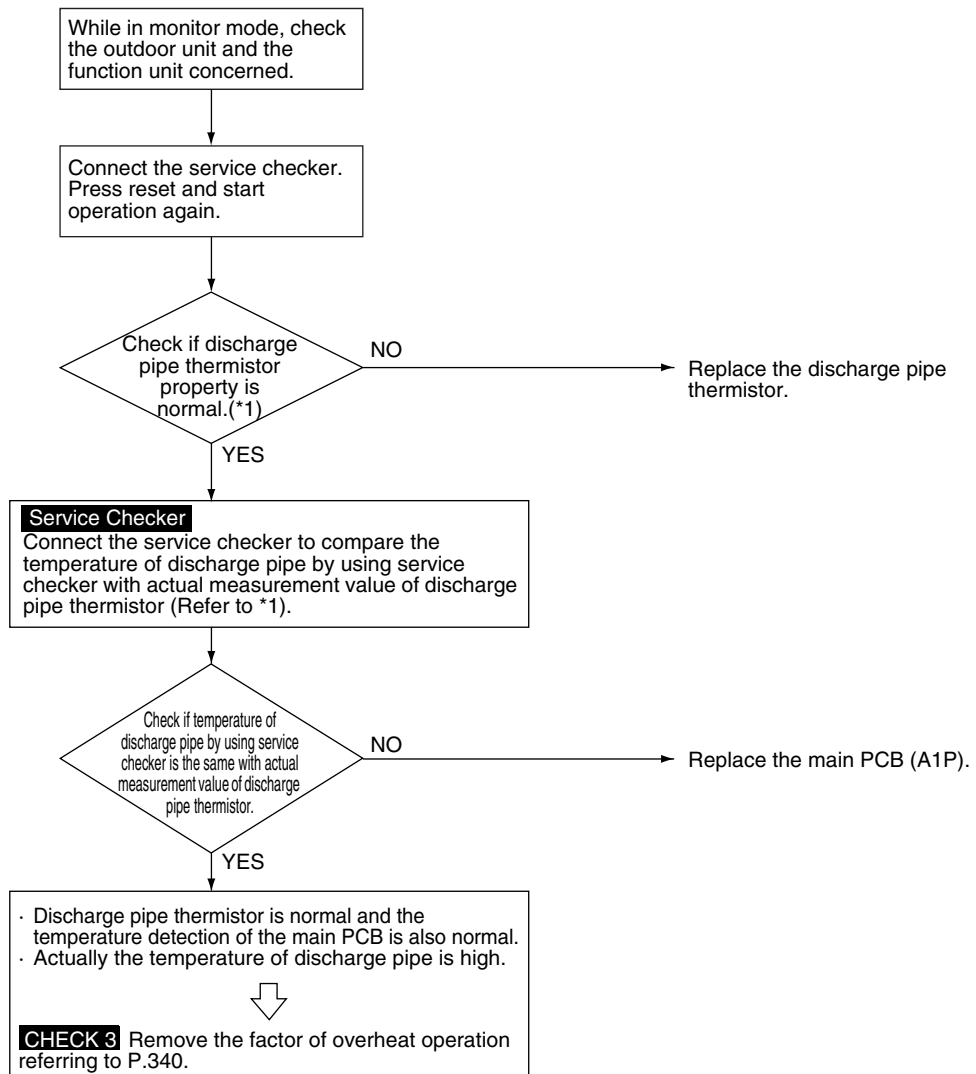 While in monitor mode, check
the outdoor unit and the
function unit concerned.
Connect the service checker.
Press reset and start
operation again.
Check if discharge
pipe thermistor
property is
normal.(*1)
NO
Replace the discharge pipe
thermistor.
YES
Service Checker
Connect the service checker to compare the
temperature of discharge pipe by using service
checker with actual measurement value of discharge
pipe thermistor (Refer to *1).
Check if temperature of
discharge pipe by using service
checker is the same with actual
measurement value of discharge
pipe thermistor.
NO
Replace the main PCB (A1P).
YES
· Discharge pipe thermistor is normal and the
temperature detection of the main PCB is also normal.
· Actually the temperature of discharge pipe is high.
CHECK 3 Remove the factor of overheat operation
referring to P.340.